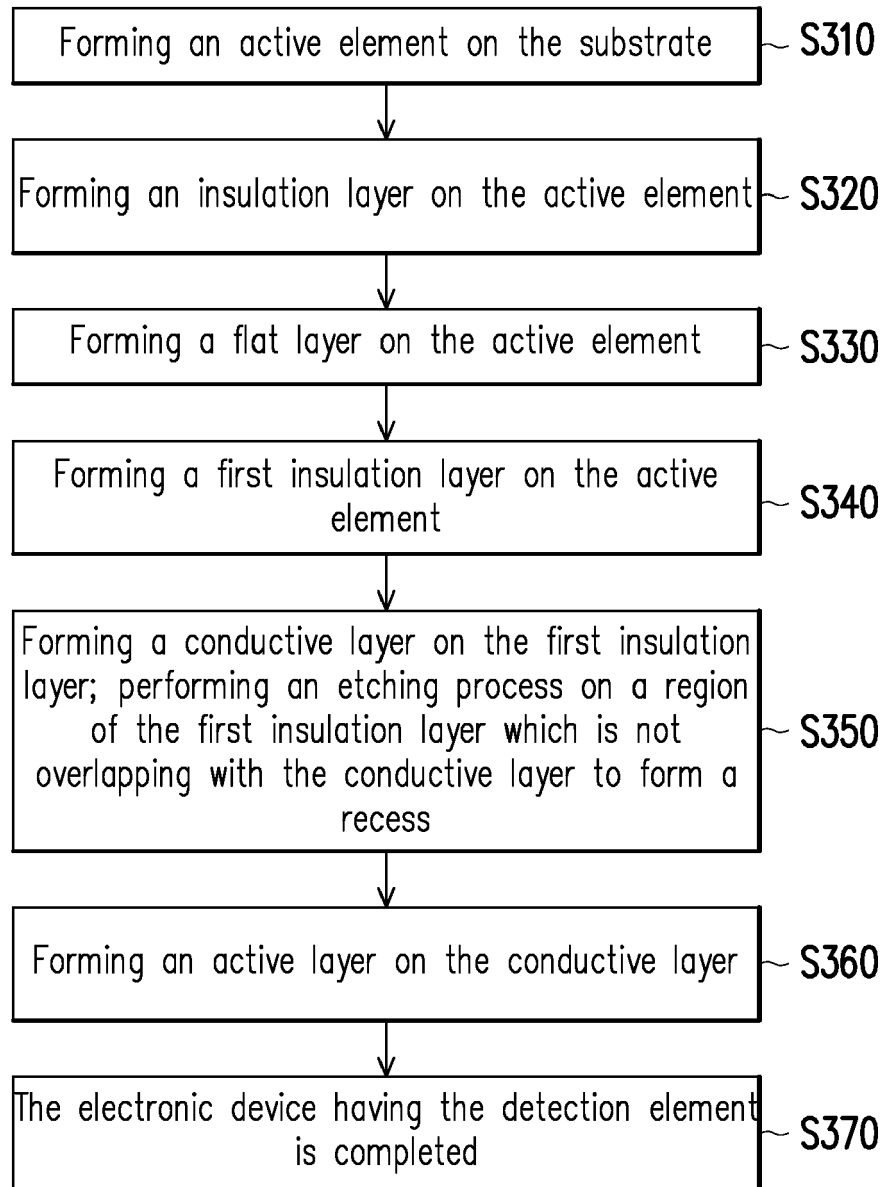 Forming an active element on the substrate
S310
Forming an insulation layer on the active element
S320
Forming a flat layer on the active element
S330
Forming a first insulation layer on the active
element
S340
Forming a conductive layer on the first insulation
layer; performing an etching process on a region
of the first insulation layer which is not
overlapping with the conductive layer to form a
recess
S350
Forming an active layer on the conductive layer
S360
The electronic device having the detection element
is completed
S370